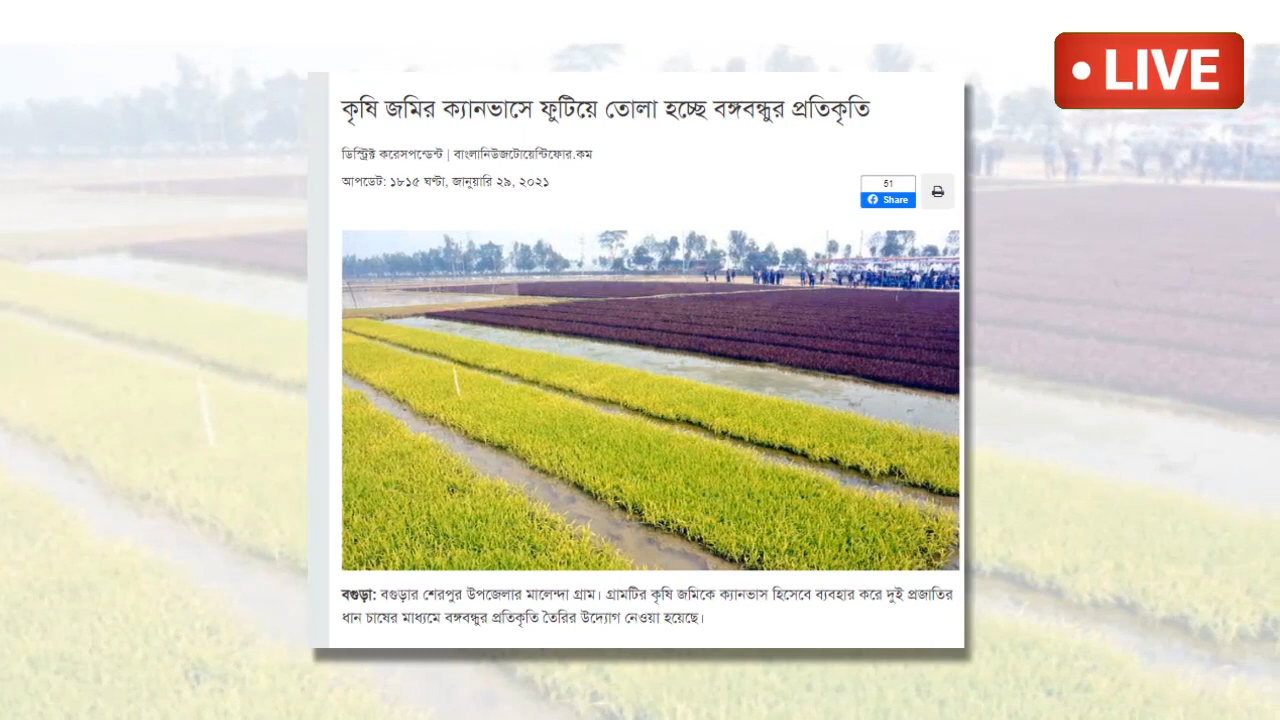 LIVE
কৃষি জমির ক্যানভাসে ফুটিয়ে তোলা হচ্ছে বঙ্গবন্ধুর প্রতিকৃতি
ডিস্ট্রিক্ট করেসপন্ডেন্ট | বাংলানিউজটোয়েন্টিফোর.কম
আপডেট: ১৮১৫ ঘণ্টা, জানুয়ারি ২৯, ২০২১
51
Share
বগুড়া: বগুড়ার শেরপুর উপজেলার মালেন্দা গ্রাম। গ্রামটির কৃষি জমিকে ক্যানভাস হিসেবে ব্যবহার করে দুই প্রজাতির
ধান চাষের মাধ্যমে বঙ্গবন্ধুর প্রতিকৃতি তৈরির উদ্যোগ নেওয়া হয়েছে।